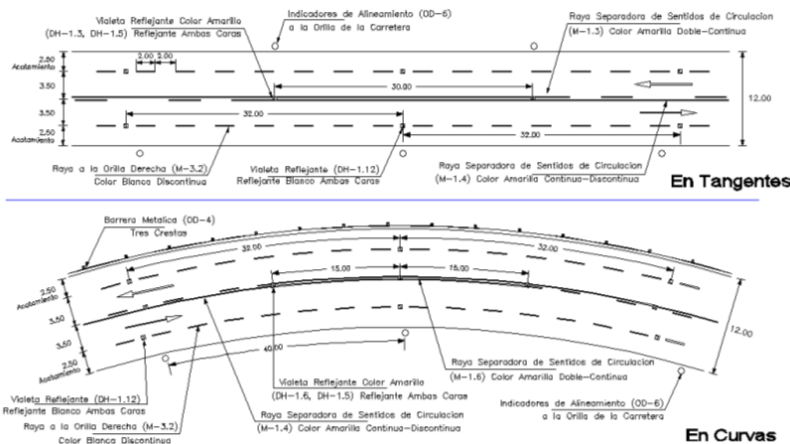 Vialeta Reflejante Color Amarillo
(DH-1.3, DH-1.5) Reflejante Ambas Caras
Indicadores de Alineamiento (OD-6)
a la Orilla de la Carretera
Raya Separadora de Sentidos de Circulación
(M-1.3) Color Amarilla Doble-Continua
2.50
Acotamiento
2.00
2.00
3.50
30.00
12.00
3.50
32.00
2.50
Acotamiento
32.00
Raya a la Orilla Derecha (M-3.2)
Color Blanco Discontinua
Vialeta Reflejante (DH-1.12)
Reflejante Blanco Ambas Caras
Raya Separadora de Sentidos de Circulacion
(M-1.4) Color Amarilla Continua-Discontinua
En Tangentes
Barrera Metalica (OD-4)
Tres Crestas
32.00
32.00
2.50
Acotamiento
15.00
15.00
3.50
3.50
12.00
2.50
Acotamiento
40.00
Raya Separadora de Sentidos de Circulación
(M-1.6) Color Amarilla Doble-Continua
Vialeta Reflejante (DH-1.12)
Reflejante Blanco Ambas Caras
Vialeta Reflejante Color Amarillo
(DH-1.6, DH-1.5) Reflejante Ambas Caras
Indicadores de Alineamiento (OD-6)
a la Orilla de la Carretera
Raya a la Orilla Derecha (M-3.2)
Color Blanca Discontinua
Raya Separadora de Sentidos de Circulación
(M-1.4) Color Amarilla Continua-Discontinua
En Curvas